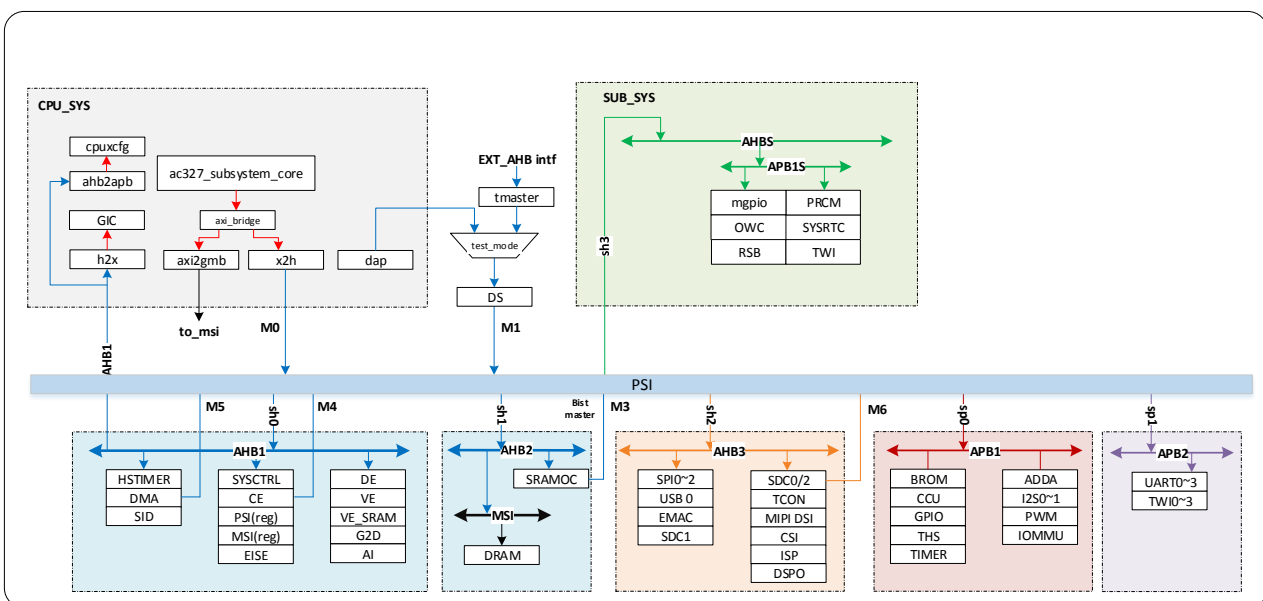 CPU_SYS
cpuxcfg
ahb2apb
GIC
h2x
ac327_subsystem_core
axi_bridge
axi2gmb
x2h
dap
to_msi
M0
AHB1
EXT_AHB intf
tmaster
test_mode
DS
M1
SUB_SYS
sh3
AHBS
APB1S
mgpio
PRCM
OWC
SYSRTC
RSB
TWI
PSI
M5
sh0
M4
sh1
Bist
master
M3
sh2
M6
sp0
sp1
AHB1
HSTIMER
DMA
SID
SYSCTRL
CE
PSI(reg)
MSI(reg)
EISE
DE
VE
VE_SRAM
G2D
AI
AHB2
SRAMOC
MSI
DRAM
AHB3
SPI0~2
USB 0
EMAC
SDC1
SDC0/2
TCON
MIPI DSI
CSI
ISP
DSPO
APB1
BROM
CCU
GPIO
THS
TIMER
ADDA
I2S0~1
PWM
IOMMU
APB2
UART0~3
TWI0~3